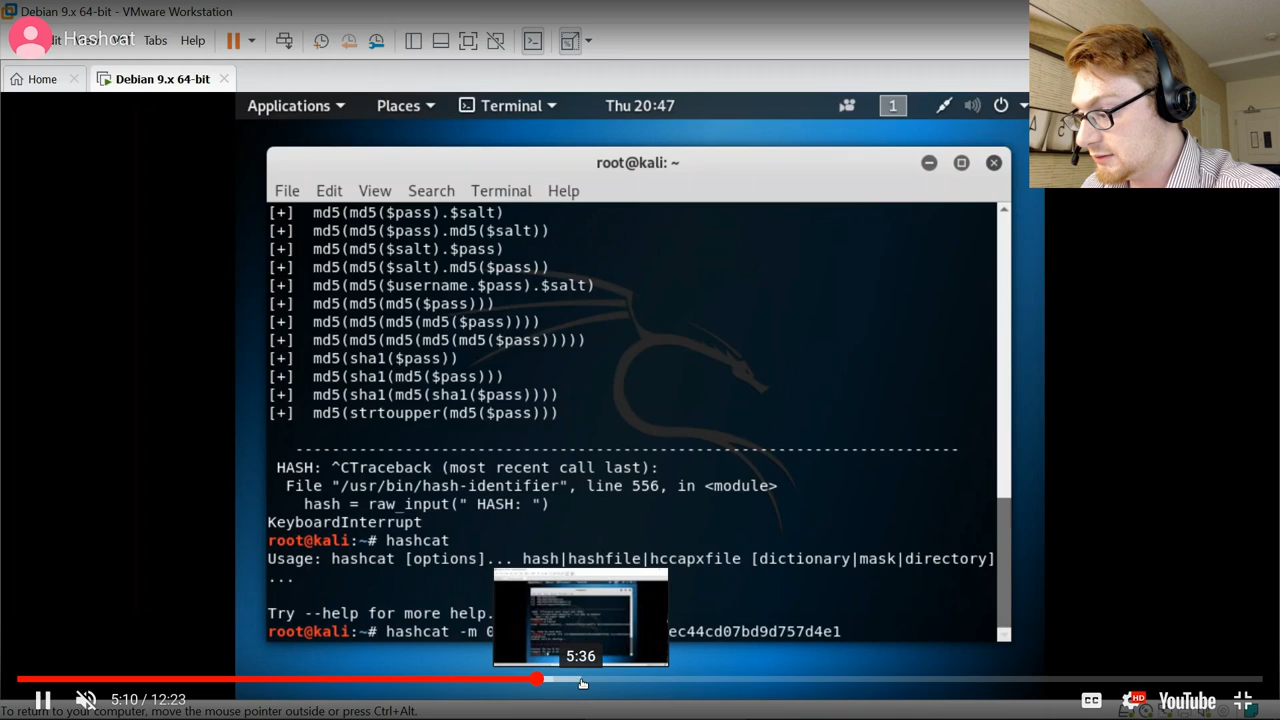 Debian 9.x 64-bit - VMware Workstation
Hashcat
Tabs Help
Home
Debian 9.x 64-bit
Applications Places Terminal Thu 20:47 1
root@kali: ~
File Edit View Search Terminal Help
[+] md5(md5($pass).$salt)
[+] md5(md5($pass).md5($salt))
[+] md5(md5($salt).$pass)
[+] md5(md5($salt).md5($pass))
[+] md5(md5($username.$pass).$salt)
[+] md5(md5(md5($pass)))
[+] md5(md5(md5(md5($pass))))
[+] md5(md5(md5(md5(md5($pass)))))
[+] md5(sha1($pass))
[+] md5(sha1(md5($pass)))
[+] md5(sha1(md5(sha1($pass))))
[+] md5(strtoupper(md5($pass)))
-------------------------------------------------------------------------
HASH: ^CTraceback (most recent call last):
File "/usr/bin/hash-identifier", line 556, in <module>
hash = raw_input(" HASH: ")
KeyboardInterrupt
root@kali:~# hashcat
Usage: hashcat [options]... hash|hashfile|hccapxfile [dictionary|mask|directory]
...
Try --help for more help.
root@kali:~# hashcat -m 0 ec44cd07bd9d757d4e1
5:36
5:10 / 12:23
CC HD YouTube
To return to your computer, move the mouse pointer outside or press Ctrl+Alt.